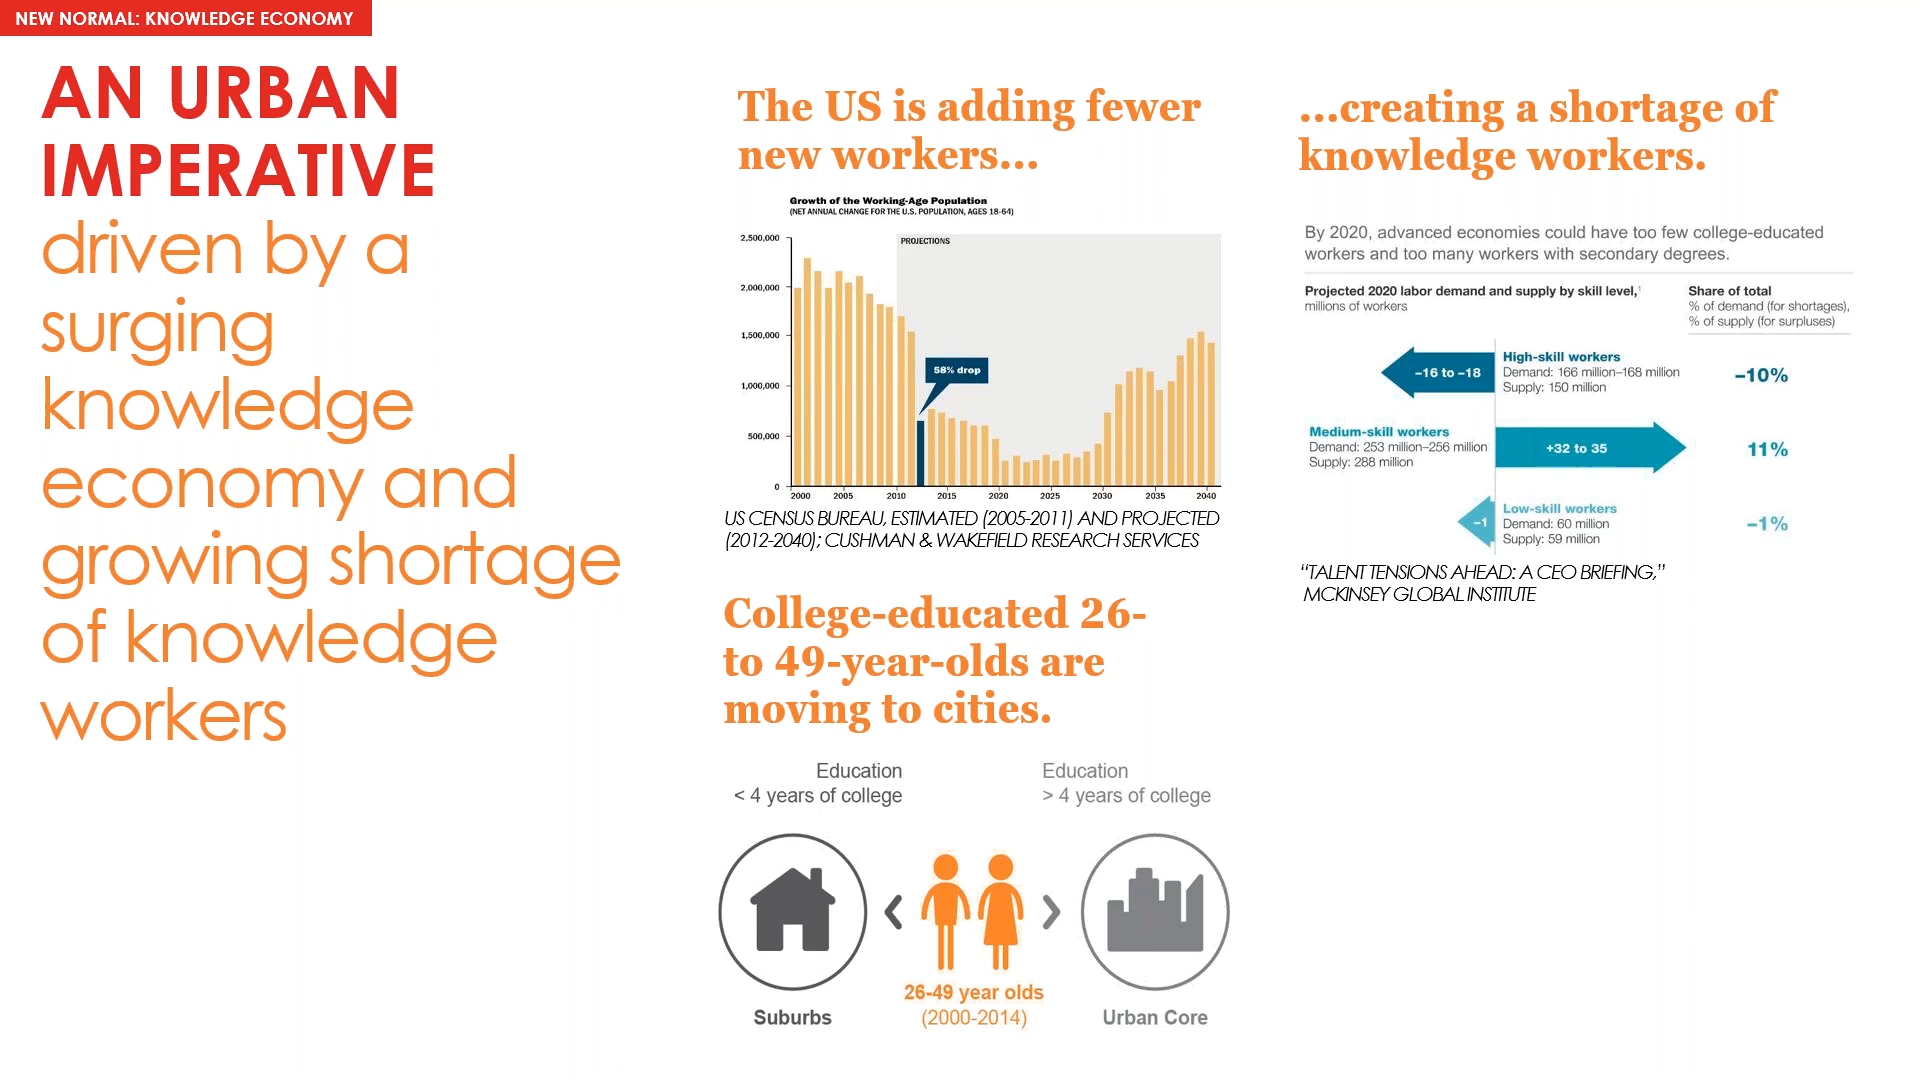 NEW NORMAL: KNOWLEDGE ECONOMY
AN URBAN
IMPERATIVE
driven by a
surging
knowledge
economy and
growing shortage
of knowledge
workers
The US is adding fewer
new workers...
Growth of the Working-Age Population
(NET ANNUAL CHANGE FOR THE U.S. POPULATION, AGES 18-64)
2,500,000
PROJECTIONS
2,000,000
1,500,000
58% drop
1,000,000
500,000
0
2000 2005 2010 2015 2020 2025 2030 2035 2040
US CENSUS BUREAU, ESTIMATED (2005-2011) AND PROJECTED
(2012-2040); CUSHMAN & WAKEFIELD RESEARCH SERVICES
...creating a shortage of
knowledge workers.
By 2020, advanced economies could have too few college-educated
workers and too many workers with secondary degrees.
Projected 2020 labor demand and supply by skill level,¹
millions of workers
Share of total
% of demand (for shortages),
% of supply (for surpluses)
–16 to –18
High-skill workers
Demand: 166 million–168 million
Supply: 150 million
–10%
Medium-skill workers
Demand: 253 million–256 million
Supply: 288 million
+32 to 35
11%
–1
Low-skill workers
Demand: 60 million
Supply: 59 million
–1%
“TALENT TENSIONS AHEAD: A CEO BRIEFING,”
MCKINSEY GLOBAL INSTITUTE
College-educated 26-
to 49-year-olds are
moving to cities.
Education
< 4 years of college
Education
> 4 years of college
26-49 year olds
(2000-2014)
Suburbs
Urban Core